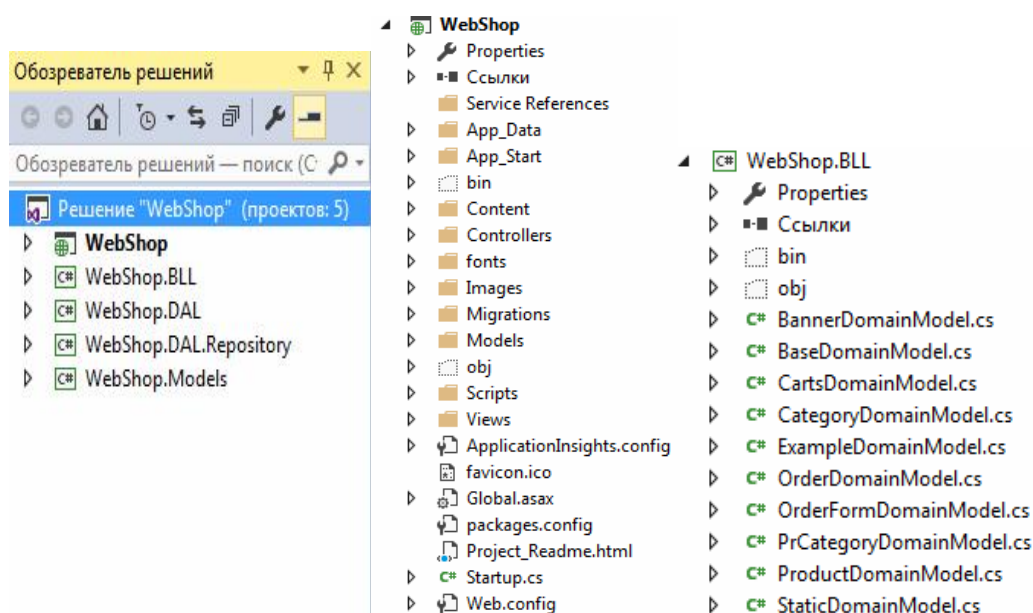 Обозреватель решений
Обозреватель решений — поиск (C
Решение "WebShop" (проектов: 5)
WebShop
WebShop.BLL
WebShop.DAL
WebShop.DAL.Repository
WebShop.Models
WebShop
Properties
Ссылки
Service References
App_Data
App_Start
bin
Content
Controllers
fonts
Images
Migrations
Models
obj
Scripts
Views
ApplicationInsights.config
favicon.ico
Global.asax
packages.config
Project_Readme.html
C# Startup.cs
Web.config
C# WebShop.BLL
Properties
Ссылки
bin
obj
C# BannerDomainModel.cs
C# BaseDomainModel.cs
C# CartsDomainModel.cs
C# CategoryDomainModel.cs
C# ExampleDomainModel.cs
C# OrderDomainModel.cs
C# OrderFormDomainModel.cs
C# PrCategoryDomainModel.cs
C# ProductDomainModel.cs
C# StaticDomainModel.cs